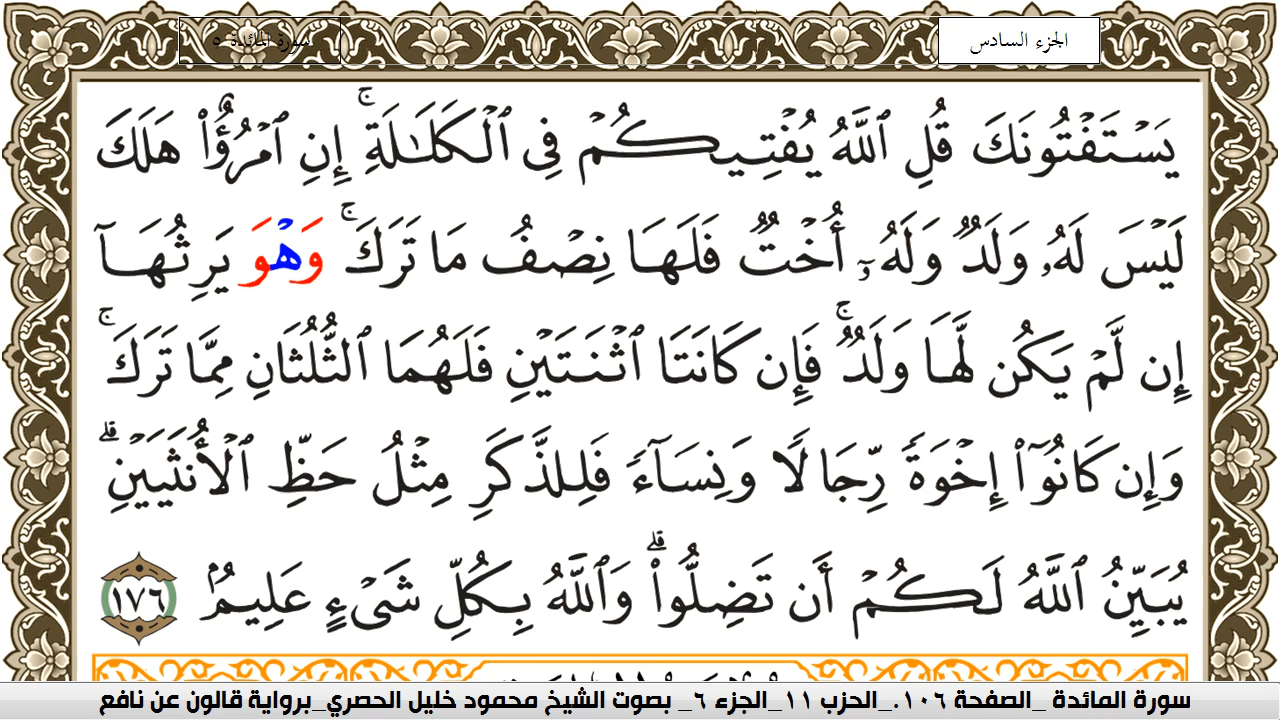 الجزء السادس
سورة المائدة ٥
يَسْتَفْتُونَكَ قُلِ ٱللَّهُ يُفْتِيكُمْ فِى ٱلْكَلَـٰلَةِۚ إِنِ ٱمْرُؤٌا۟ هَلَكَ
لَيْسَ لَهُۥ وَلَدٌ وَلَهُۥٓ أُخْتٌ فَلَهَا نِصْفُ مَا تَرَكَۚ وَهْوَ يَرِثُهَآ
إِن لَّمْ يَكُن لَّهَا وَلَدٌۚ فَإِن كَانَتَا ٱثْنَتَيْنِ فَلَهُمَا ٱلثُّلُثَانِ مِمَّا تَرَكَۚ
وَإِن كَانُوٓا۟ إِخْوَةً رِّجَالًا وَنِسَآءً فَلِلذَّكَرِ مِثْلُ حَظِّ ٱلْأُنثَيَيْنِۗ
يُبَيِّنُ ٱللَّهُ لَكُمْ أَن تَضِلُّوا۟ۗ وَٱللَّهُ بِكُلِّ شَىْءٍ عَلِيمٌۢ ١٧٦
سورة المائدة _الصفحة ١٠٦._الحزب ١١_الجزء ٦_ بصوت الشيخ محمود خليل الحصري_برواية قالون عن نافع